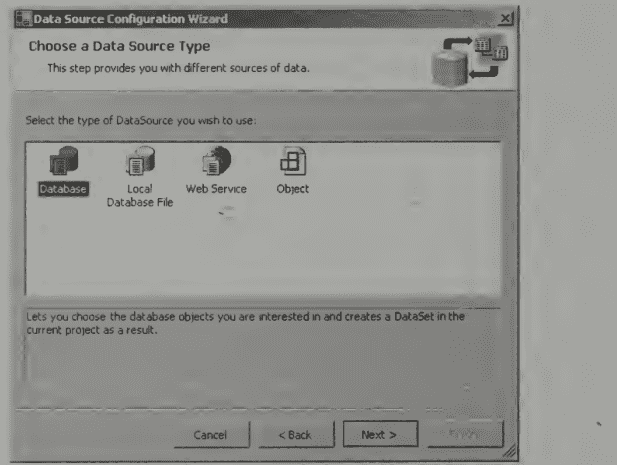 Data Source Configuration Wizard
Choose a Data Source Type
This step provides you with different sources of data.
Select the type of DataSource you wish to use:
Database
Local
Database File
Web Service
Object
Lets you choose the database objects you are interested in and creates a DataSet in the
current project as a result.
Cancel
< Back
Next >